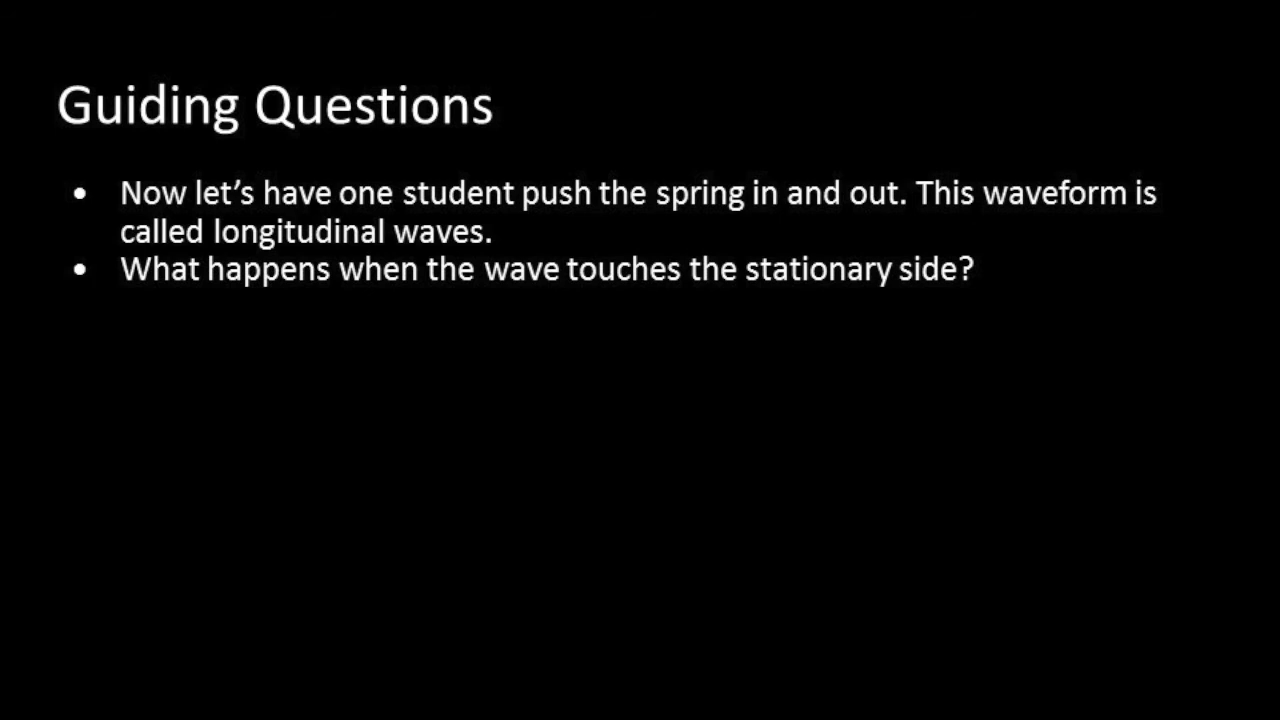 Guiding Questions
• Now let’s have one student push the spring in and out. This waveform is
called longitudinal waves.
• What happens when the wave touches the stationary side?